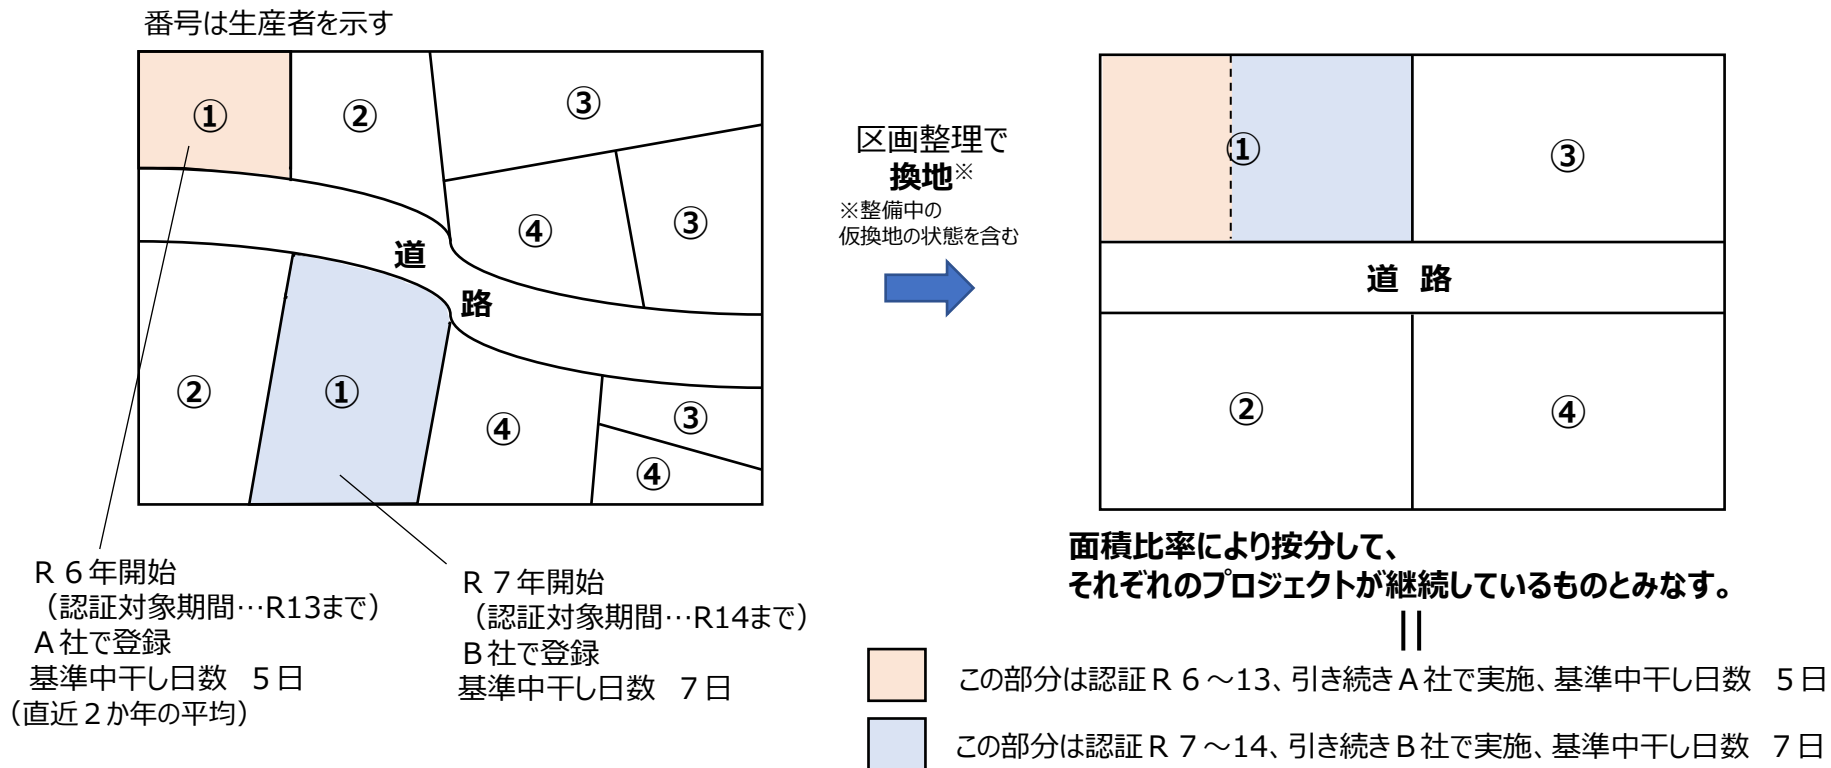 番号は生産者を示す
①
②
③
④
③
道
路
②
①
④
③
④
R６年開始
（認証対象期間…R13まで）
A社で登録
基準中干し日数　５日
（直近２か年の平均）
R７年開始
（認証対象期間…R14まで）
B社で登録
基準中干し日数　７日
区画整理で
換地※
※整備中の
仮換地の状態を含む
①
③
道 路
②
④
面積比率により按分して、
それぞれのプロジェクトが継続しているものとみなす。
||
この部分は認証R６～13、引き続きA社で実施、基準中干し日数　５日
この部分は認証R７～14、引き続きB社で実施、基準中干し日数　７日